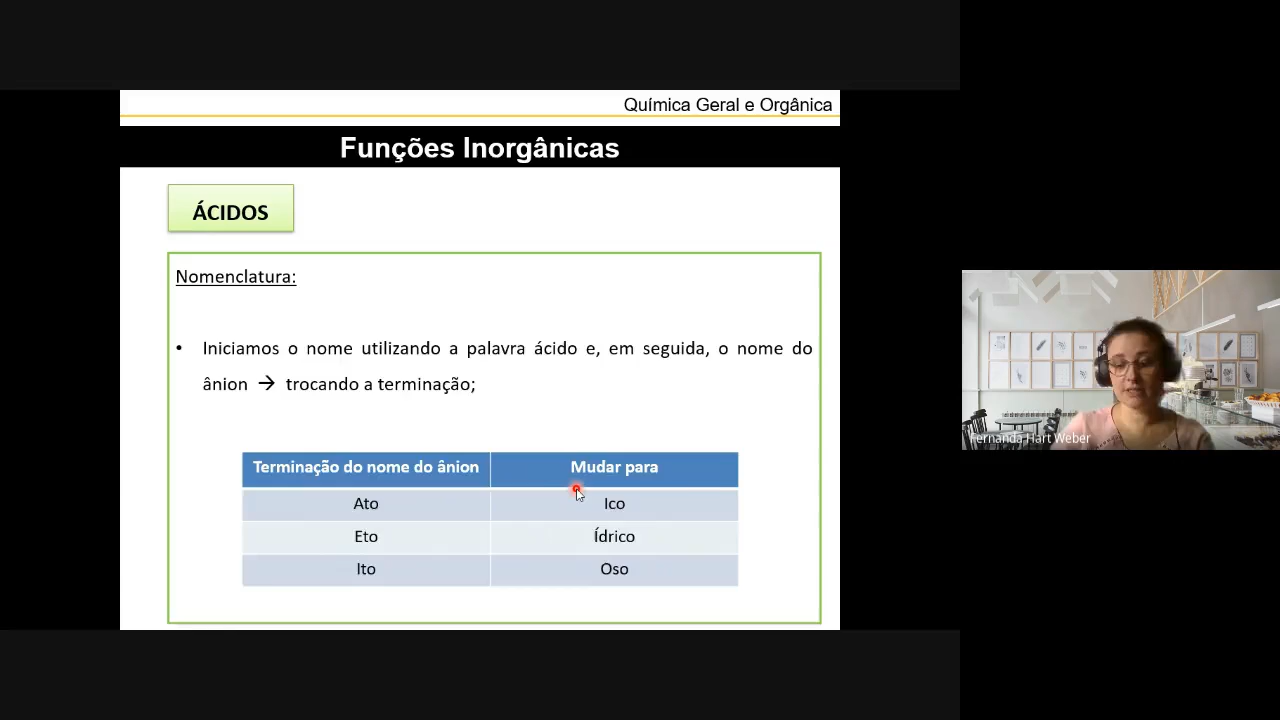 Química Geral e Orgânica
Funções Inorgânicas
ÁCIDOS
Nomenclatura:
• Iniciamos o nome utilizando a palavra ácido e, em seguida, o nome do
ânion → trocando a terminação;
Terminação do nome do ânion Mudar para
Ato Ico
Eto Ídrico
Ito Oso
Fernanda Hart Weber